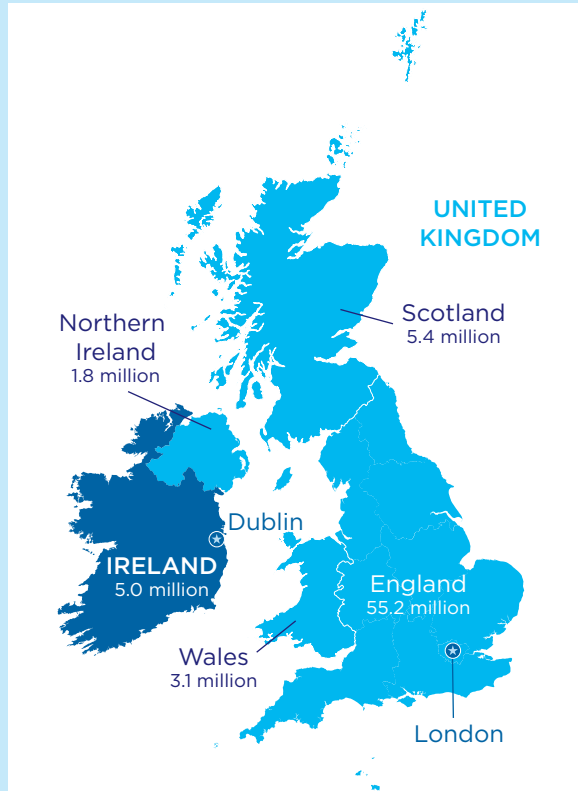 UNITED
KINGDOM
Scotland
5.4 million
Northern
Ireland
1.8 million
Dublin
IRELAND
5.0 million
England
55.2 million
Wales
3.1 million
London